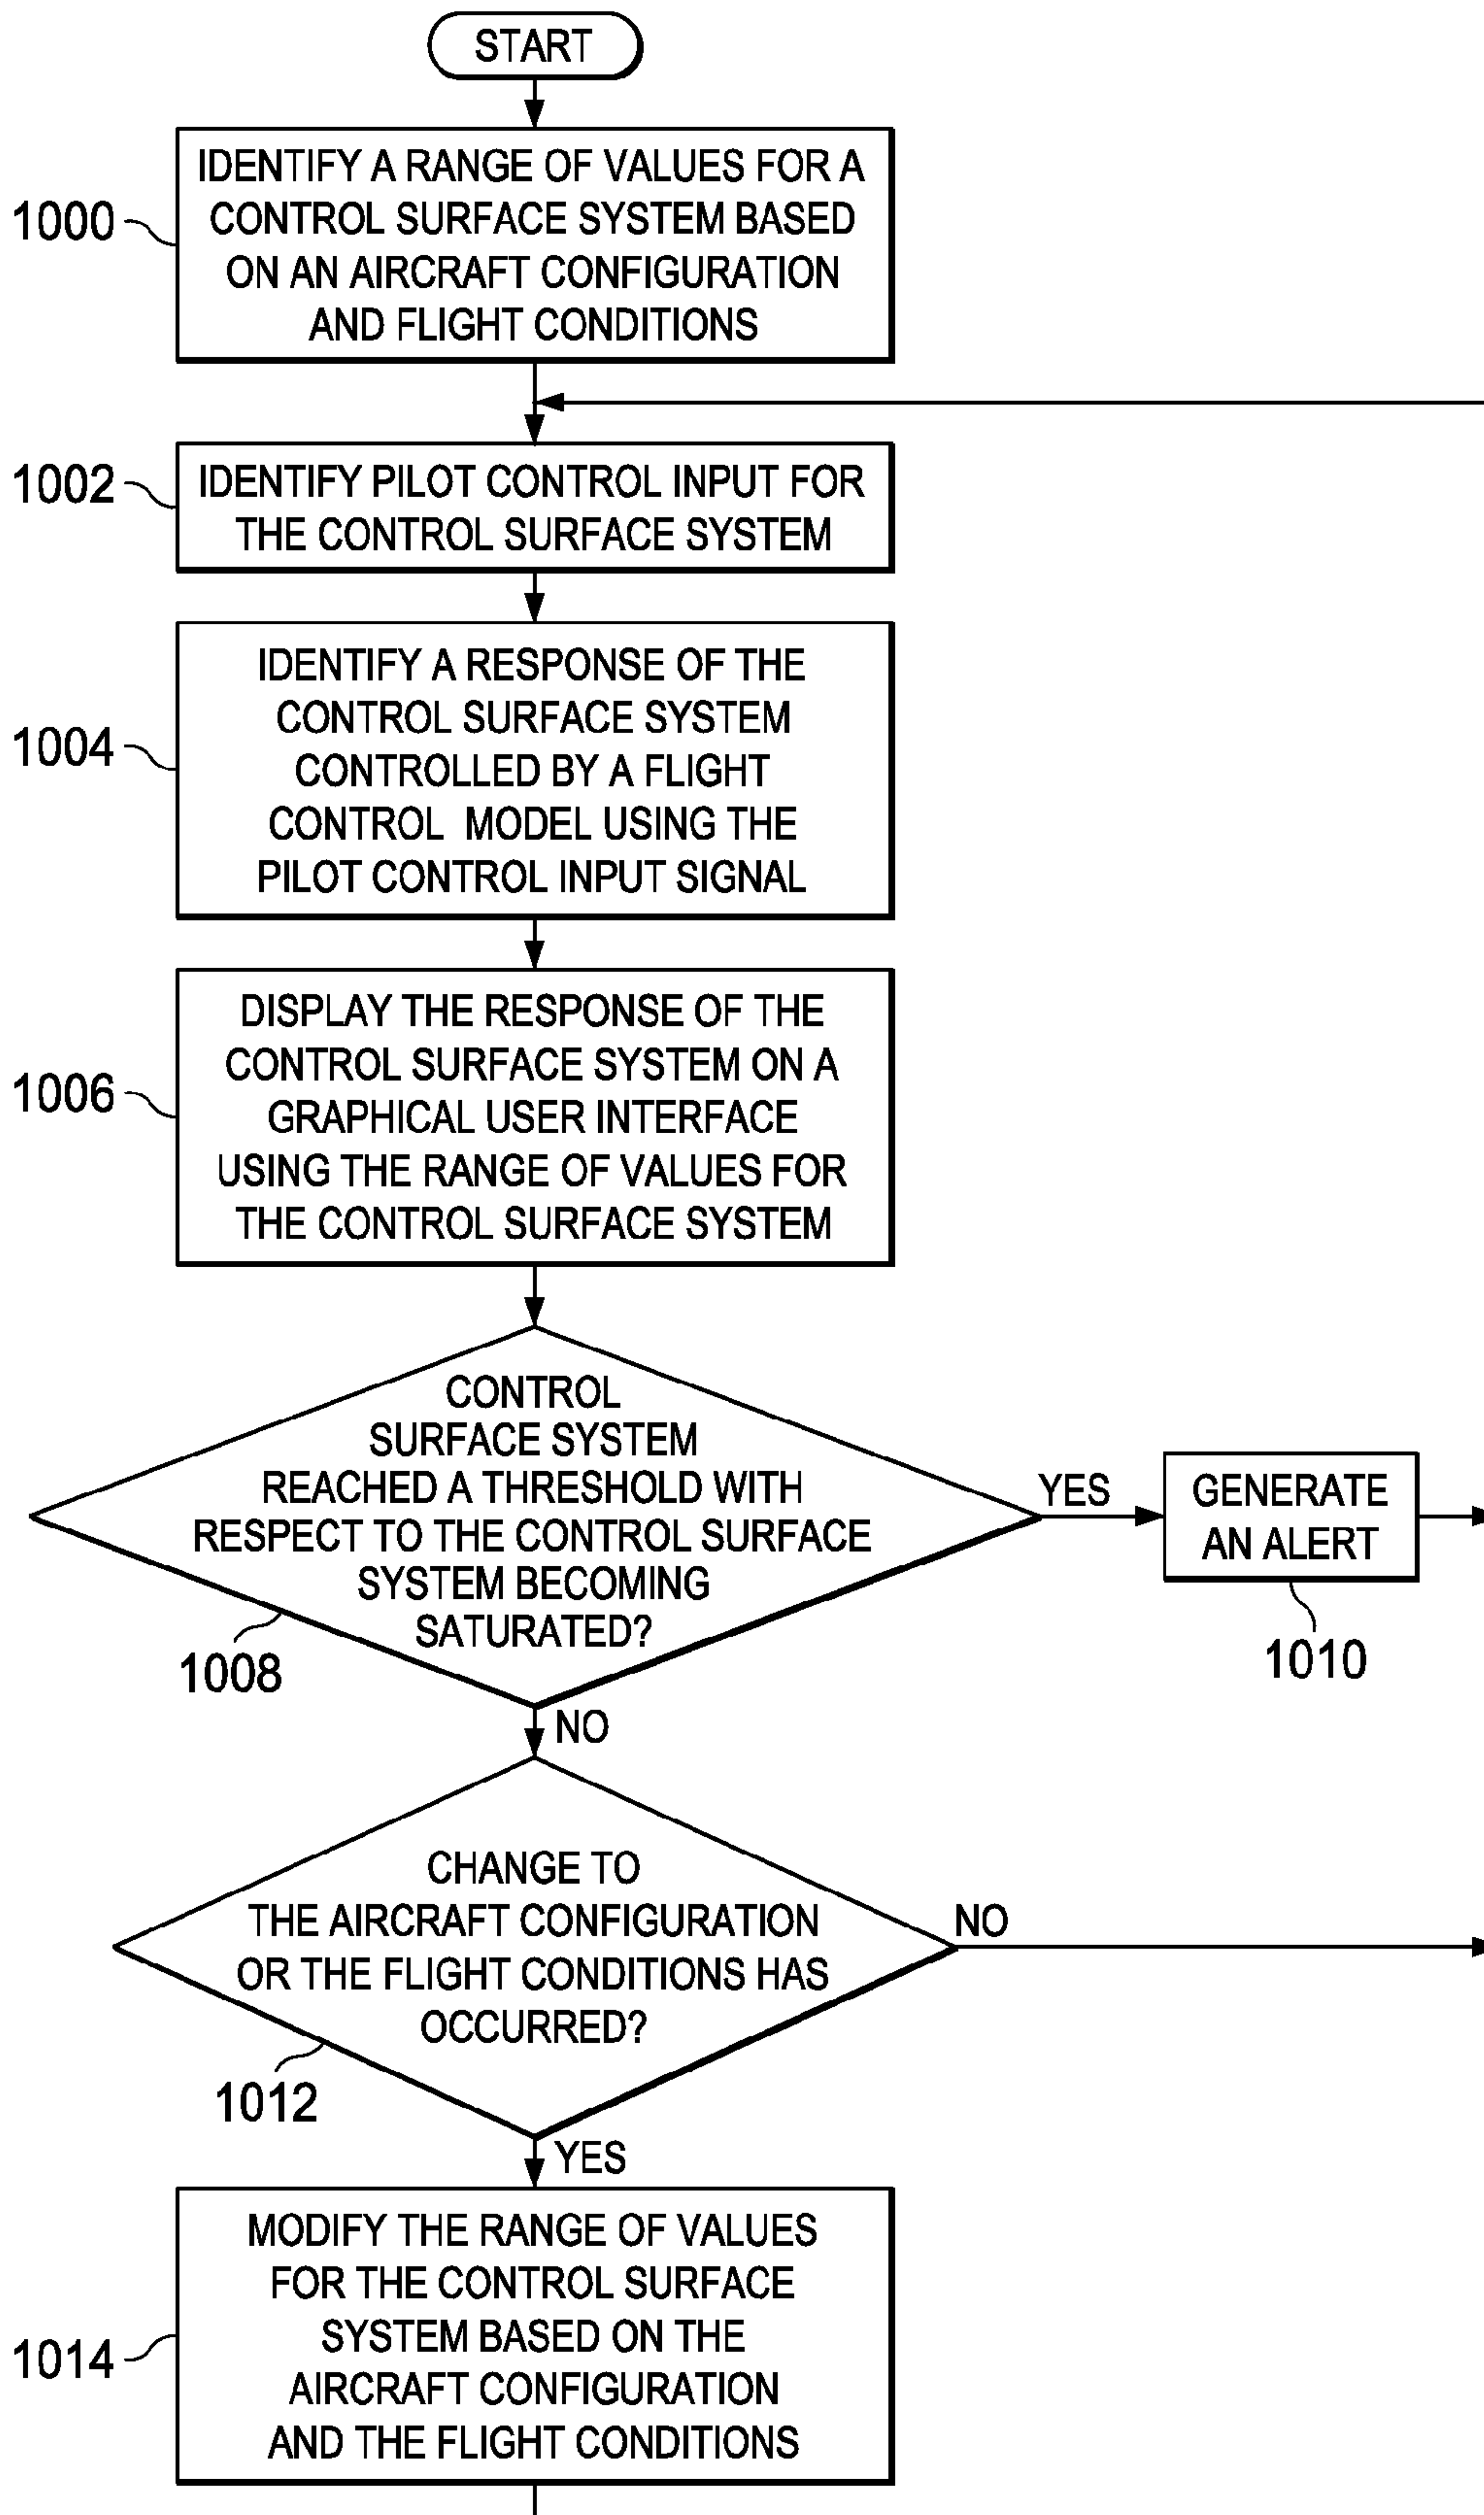 START
IDENTIFY A RANGE OF VALUES FOR A
CONTROL SURFACE SYSTEM BASED
ON AN AIRCRAFT CONFIGURATION
AND FLIGHT CONDITIONS
1000
IDENTIFY PILOT CONTROL INPUT FOR
THE CONTROL SURFACE SYSTEM
1002
IDENTIFY A RESPONSE OF THE
CONTROL SURFACE SYSTEM
CONTROLLED BY A FLIGHT
CONTROL MODEL USING THE
PILOT CONTROL INPUT SIGNAL
1004
DISPLAY THE RESPONSE OF THE
CONTROL SURFACE SYSTEM ON A
GRAPHICAL USER INTERFACE
USING THE RANGE OF VALUES FOR
THE CONTROL SURFACE SYSTEM
1006
CONTROL
SURFACE SYSTEM
REACHED A THRESHOLD WITH
RESPECT TO THE CONTROL SURFACE
SYSTEM BECOMING
SATURATED?
1008
YES
GENERATE
AN ALERT
1010
NO
CHANGE TO
THE AIRCRAFT CONFIGURATION
OR THE FLIGHT CONDITIONS HAS
OCCURRED?
1012
NO
YES
MODIFY THE RANGE OF VALUES
FOR THE CONTROL SURFACE
SYSTEM BASED ON THE
AIRCRAFT CONFIGURATION
AND THE FLIGHT CONDITIONS
1014